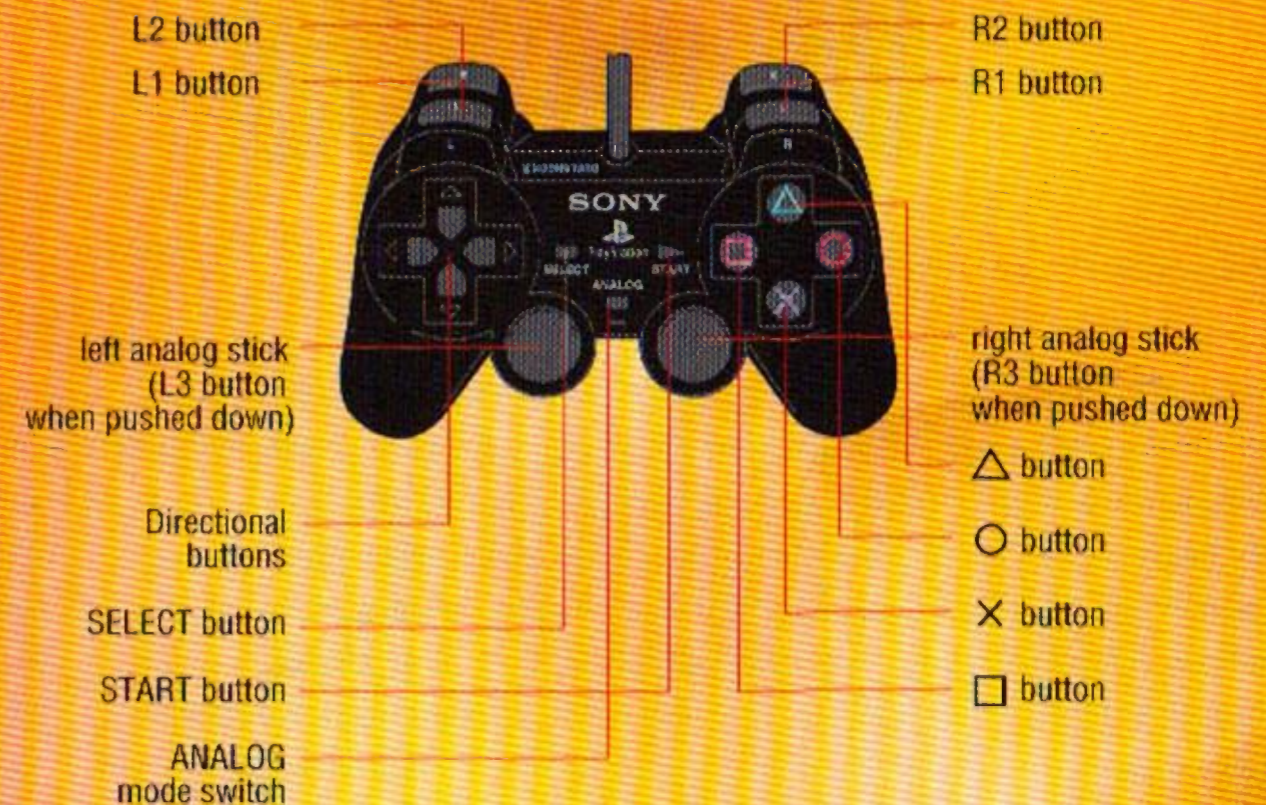 L2 button
R2 button
L1 button
R1 button
L
R
SONY
PlayStation
SELECT
START
ANALOG
left analog stick
(L3 button
when pushed down)
right analog stick
(R3 button
when pushed down)
△ button
Directional
buttons
○ button
SELECT button
✕ button
START button
□ button
ANALOG
mode switch